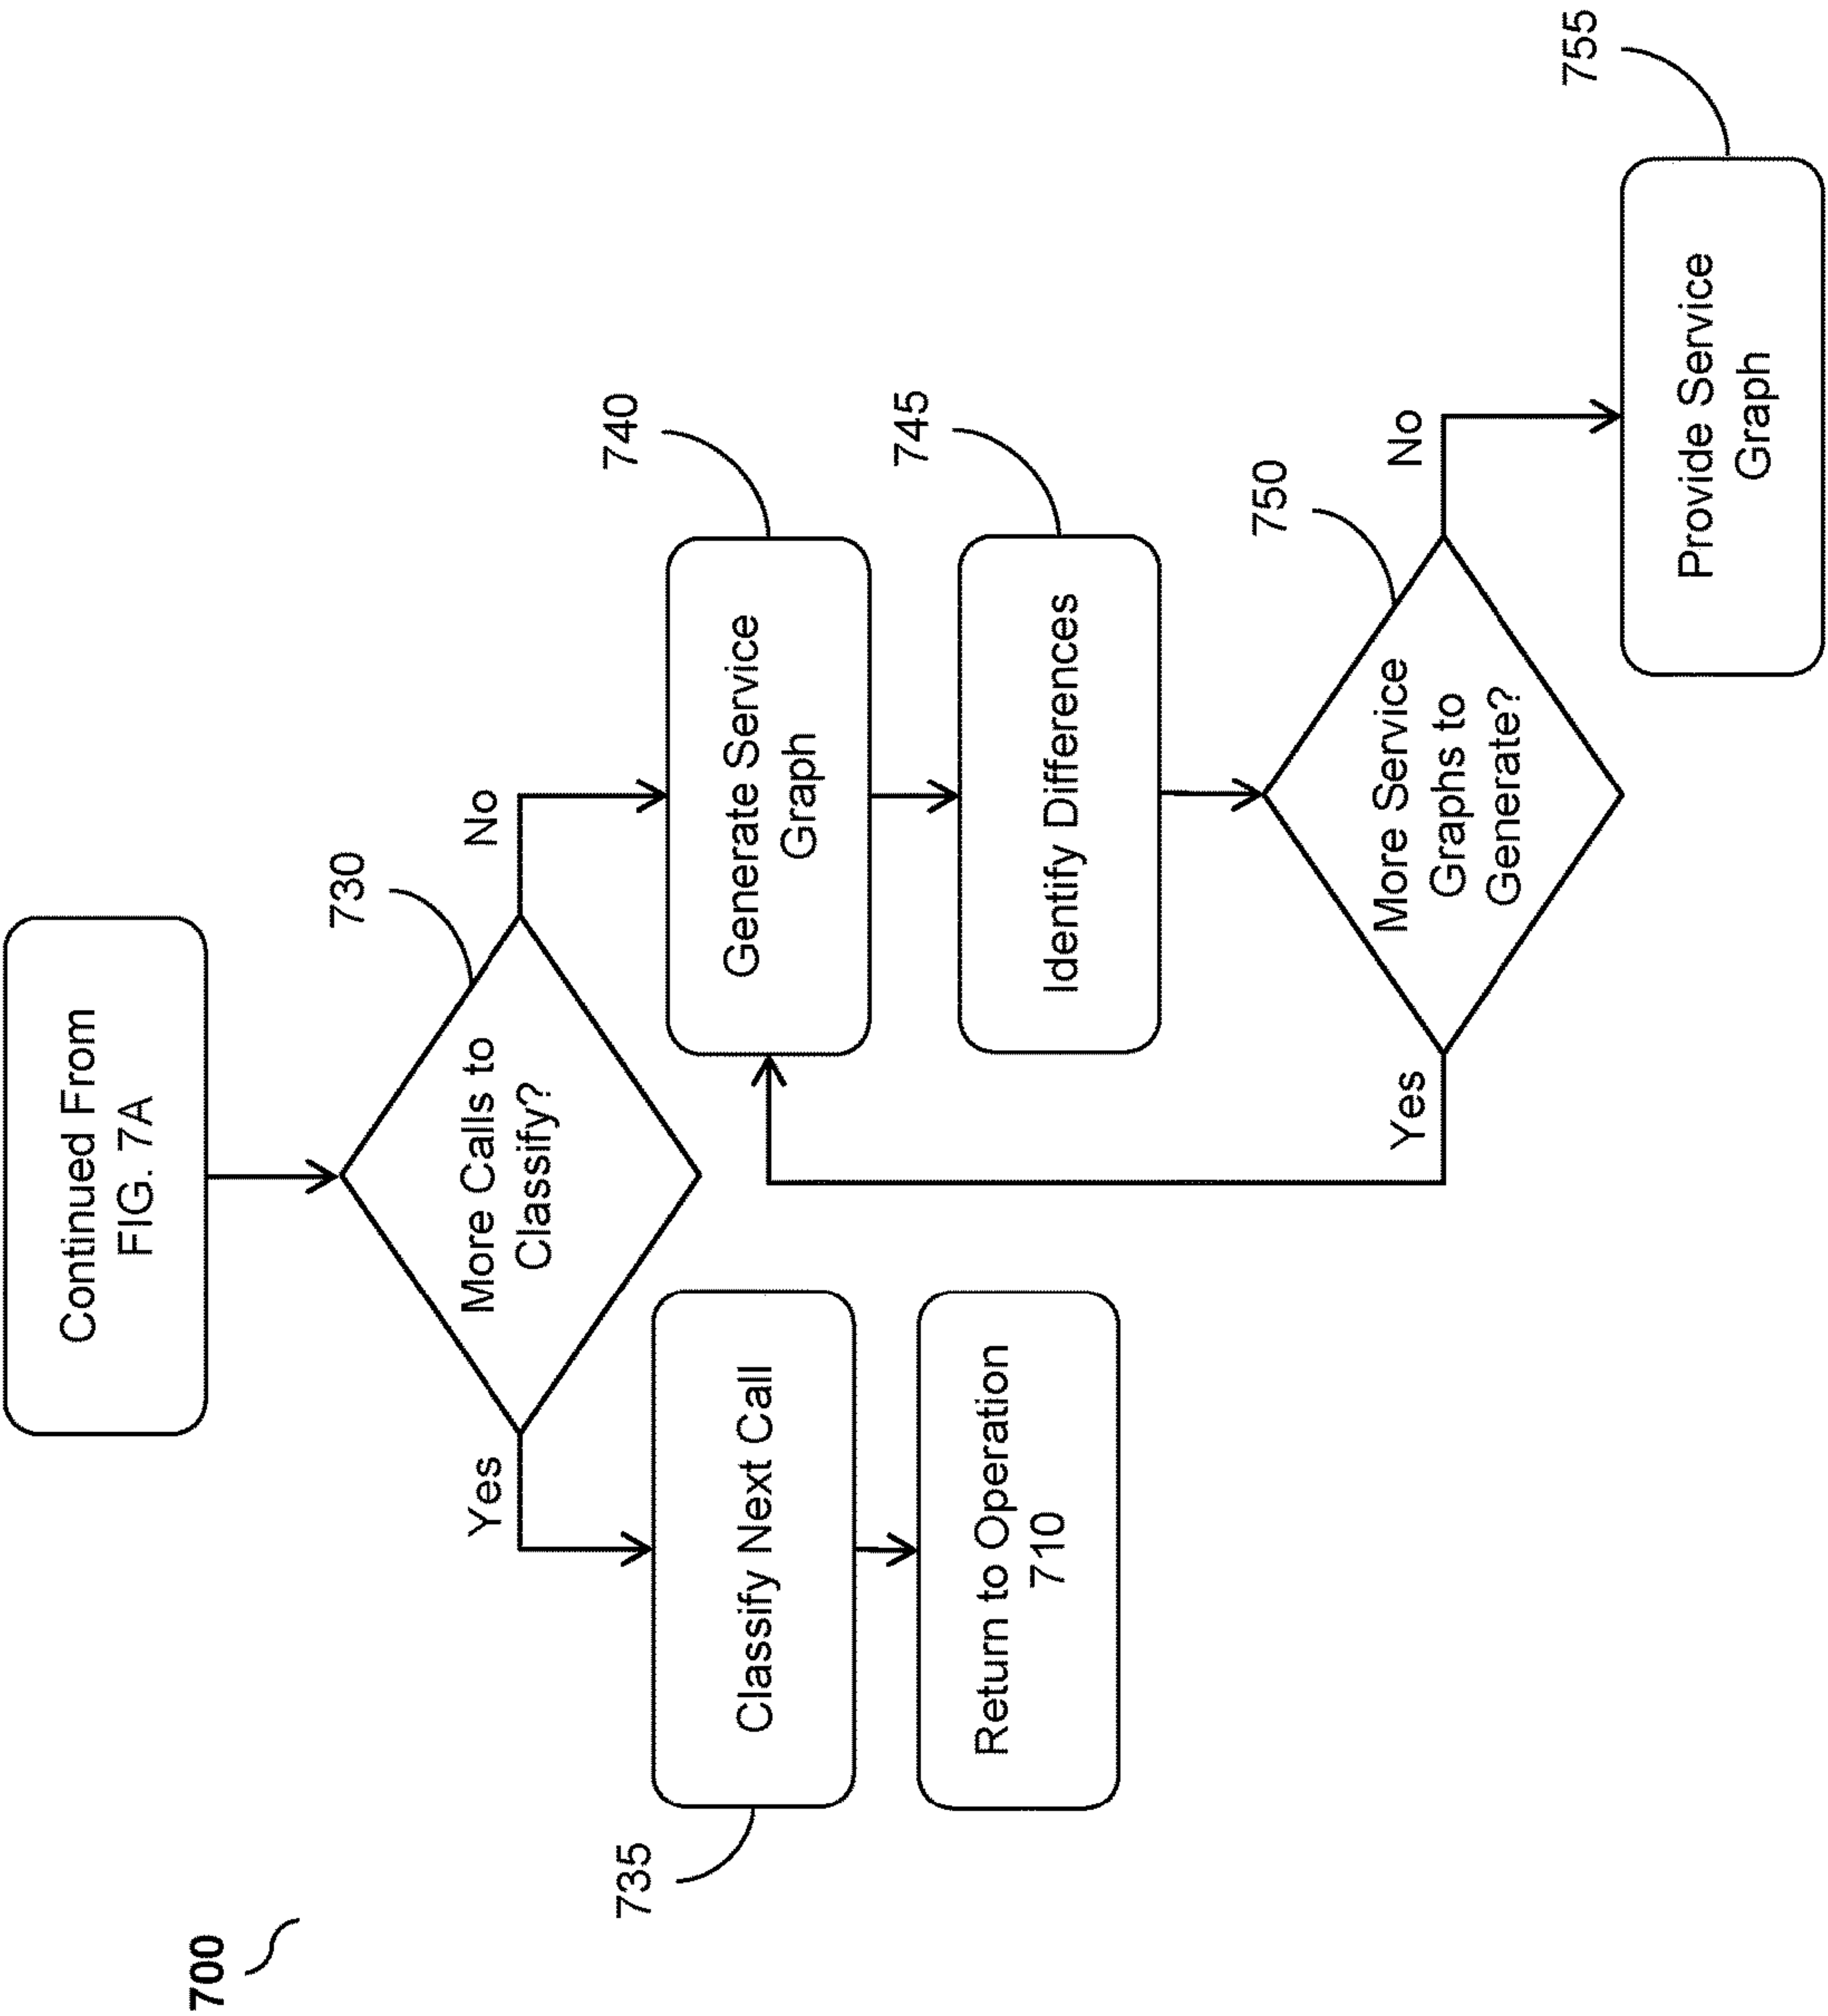 700
Continued From
FIG. 7A
730
More Calls to
Classify?
Yes
No
735
Classify Next Call
Return to Operation
710
740
Generate Service
Graph
745
Identify Differences
750
More Service
Graphs to
Generate?
Yes
No
755
Provide Service
Graph